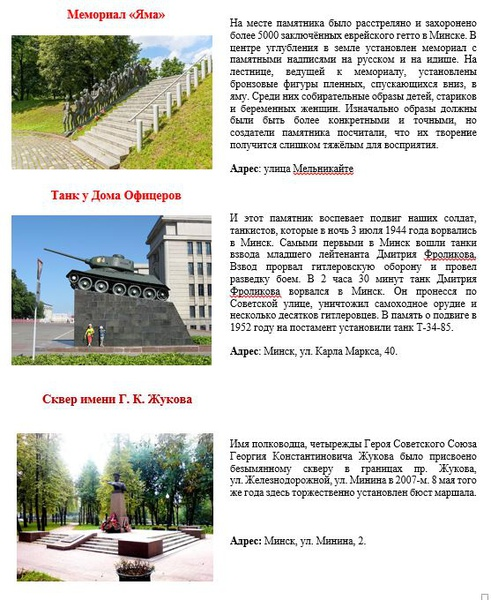 Мемориал «Яма»
На месте памятника было расстреляно и захоронено
более 5000 заключённых еврейского гетто в Минске. В
центре углубления в земле установлен мемориал с
памятными надписями на русском и на идише. На
лестнице, ведущей к мемориалу, установлены
бронзовые фигуры пленных, спускающихся вниз, в
яму. Среди них собирательные образы детей, стариков
и беременных женщин. Изначально образы должны
были быть более конкретными и точными, но
создатели памятника посчитали, что их творение
получится слишком тяжёлым для восприятия.
Адрес: улица Мельникайте
Танк у Дома Офицеров
И этот памятник воспевает подвиг наших солдат,
танкистов, которые в ночь 3 июля 1944 года ворвались
в Минск. Самыми первыми в Минск вошли танки
взвода младшего лейтенанта Дмитрия Фроликова.
Взвод прорвал гитлеровскую оборону и провел
разведку боем. В 2 часа 30 минут танк Дмитрия
Фроликова ворвался в Минск. Он пронесся по
Советской улице, уничтожил самоходное орудие и
несколько десятков гитлеровцев. В память о подвиге в
1952 году на постамент установили танк Т-34-85.
Адрес: Минск, ул. Карла Маркса, 40.
Сквер имени Г. К. Жукова
Имя полководца, четырежды Героя Советского Союза
Георгия Константиновича Жукова было присвоено
безымянному скверу в границах пр. Жукова,
ул. Железнодорожной, ул. Минина в 2007-м. 8 мая того
же года здесь торжественно установлен бюст маршала.
Адрес: Минск, ул. Минина, 2.